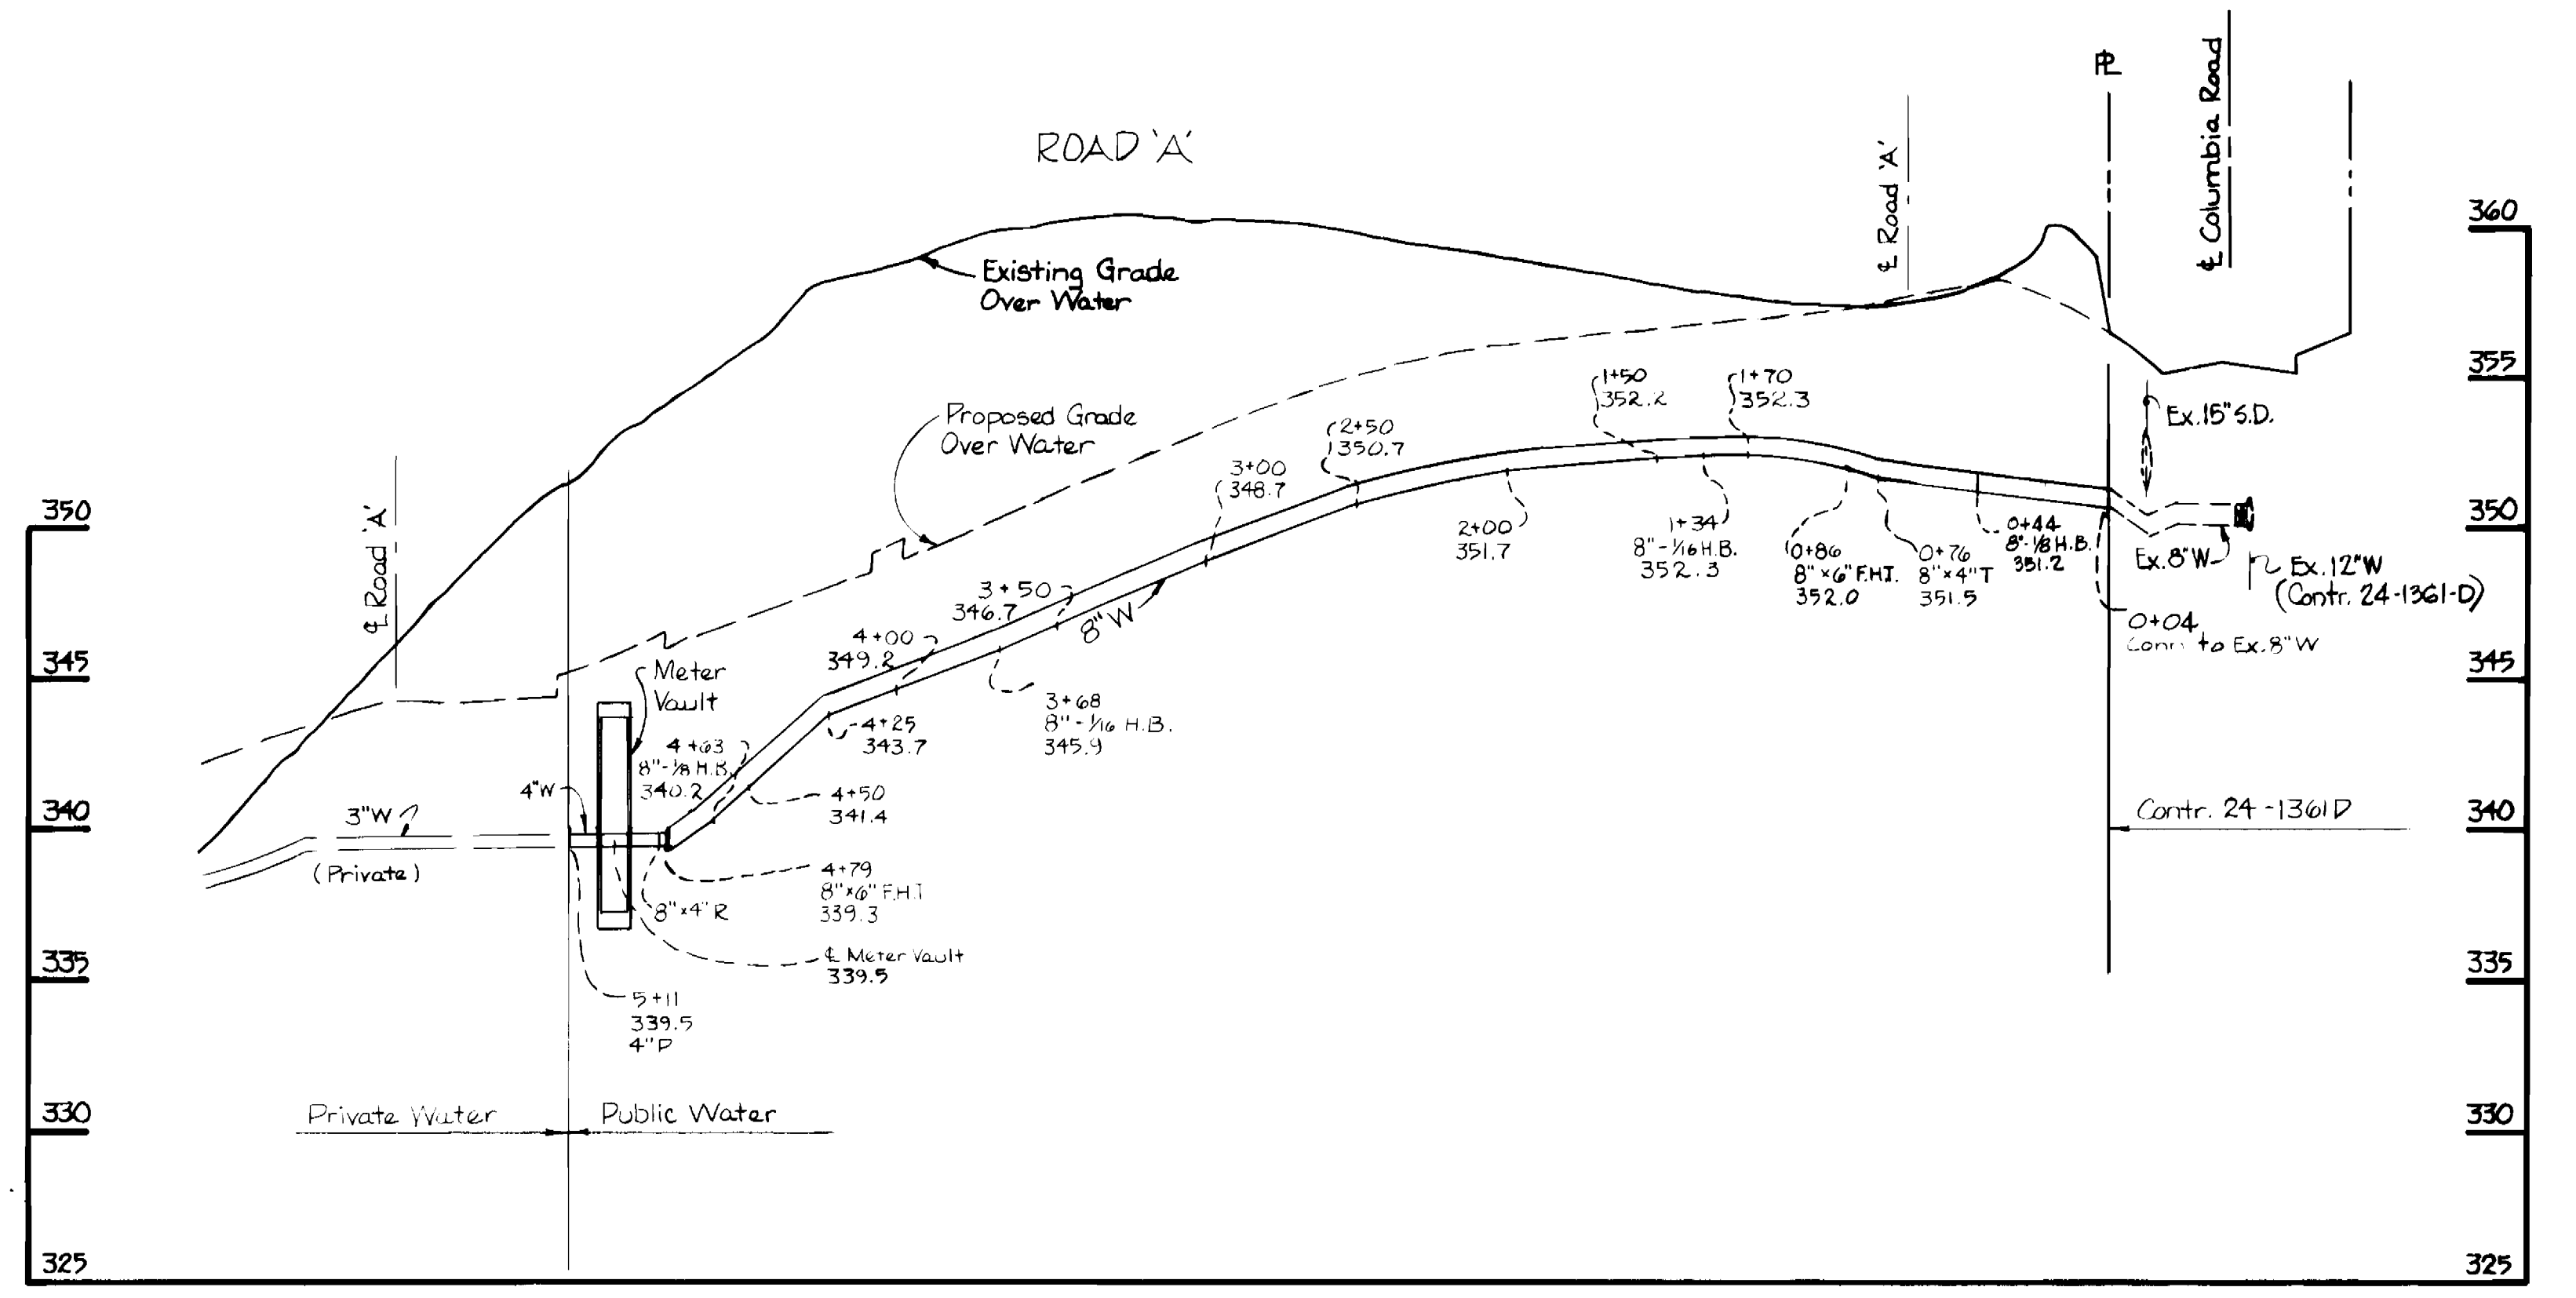 ROAD 'A'
℄ Road 'A'
℄ Road 'A'
℄ Columbia Road
360
355
350
345
340
335
330
325
350
345
340
335
330
325
Existing Grade
Over Water
Proposed Grade
Over Water
1+50
352.2
1+70
352.3
2+50
350.7
3+00
348.7
3+50
346.7
4+00
349.2
Meter
Vault
4+63
8"-1/8 H.B.
340.2
4"W
3"W
(Private)
8"W
4+25
343.7
4+50
341.4
3+68
8"-1/16 H.B.
345.9
2+00
351.7
1+34
8"-1/16 H.B.
352.3
0+86
8"x6" F.H.T.
352.0
0+76
8"x4"T
351.5
0+44
8"-1/8 H.B.
351.2
Ex. 15" S.D.
Ex. 8" W
Ex. 12" W
(Contr. 24-1361-D)
0+04
Conn to Ex. 8" W
Contr. 24-1361D
4+79
8"x6" F.H.T
339.3
8"x4" R
℄ Meter Vault
339.5
5+11
339.5
Private Water
Public Water